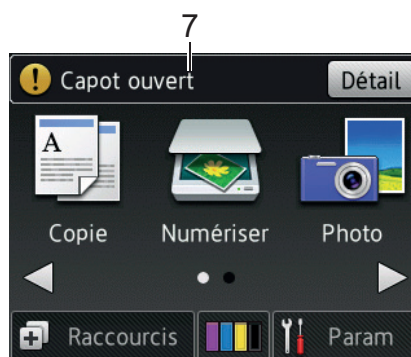 7
Capot ouvert Détail
A
Copie Numériser Photo
Raccourcis Param